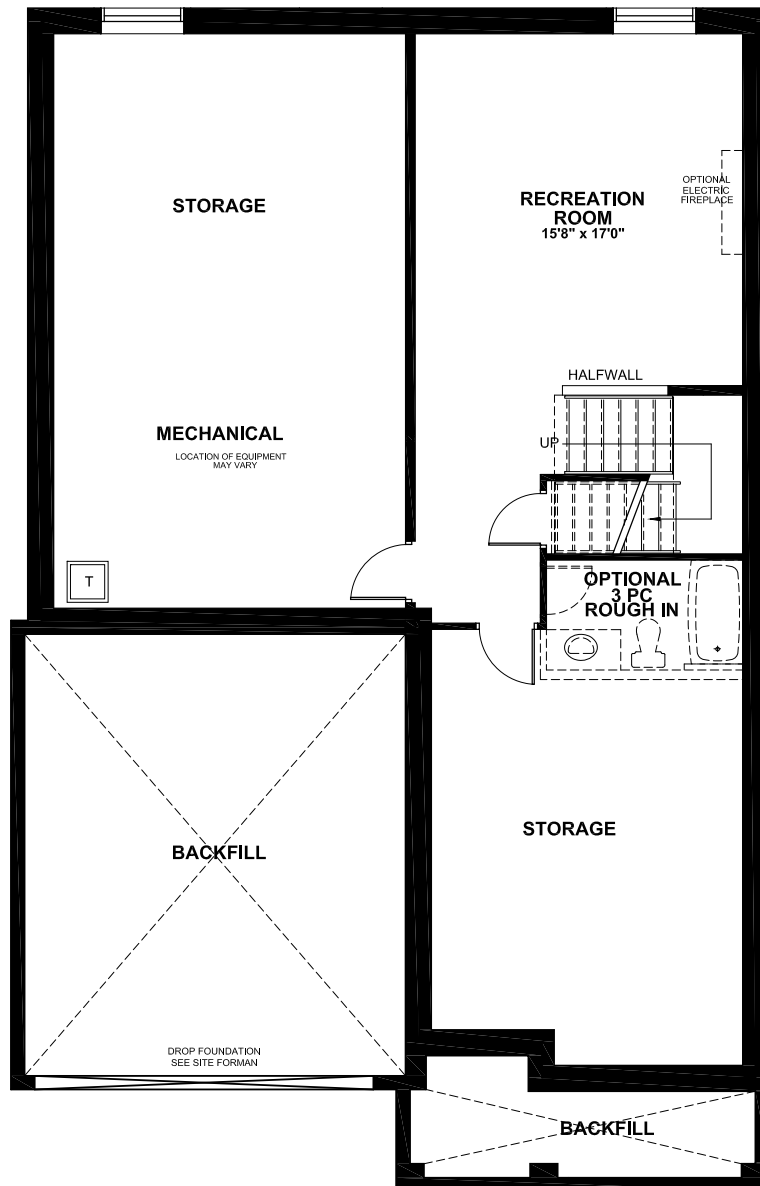 STORAGE
RECREATION
ROOM
15'8" x 17'0"
OPTIONAL
ELECTRIC
FIREPLACE
HALFWALL
MECHANICAL
LOCATION OF EQUIPMENT
MAY VARY
UP
T
OPTIONAL
3 PC
ROUGH IN
STORAGE
BACKFILL
DROP FOUNDATION
SEE SITE FORMAN
BACKFILL